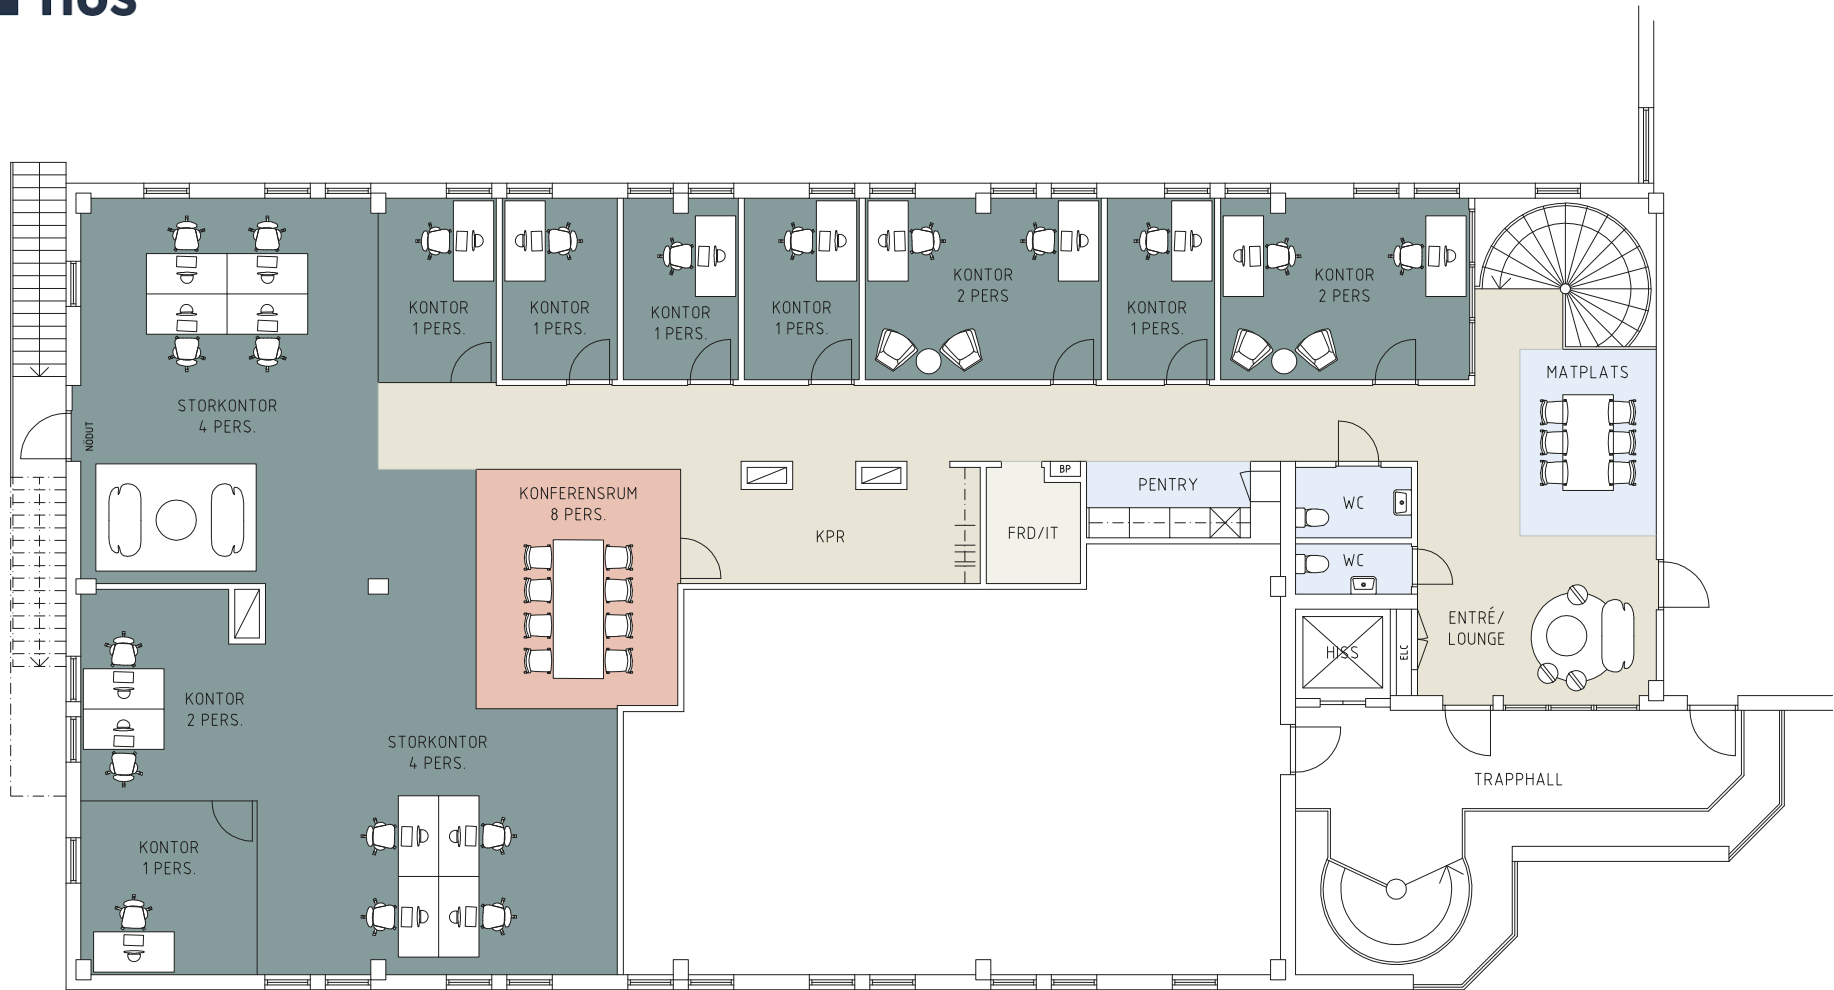 KONTOR
1 PERS.
KONTOR
1 PERS.
KONTOR
1 PERS.
KONTOR
1 PERS.
KONTOR
2 PERS
KONTOR
1 PERS.
KONTOR
2 PERS
STORKONTOR
4 PERS.
NÖDUT
MATPLATS
KONFERENSRUM
8 PERS.
KPR
FRD/IT
BP
PENTRY
WC
WC
HISS
ELC
ENTRÉ/
LOUNGE
KONTOR
2 PERS.
STORKONTOR
4 PERS.
KONTOR
1 PERS.
TRAPPHALL